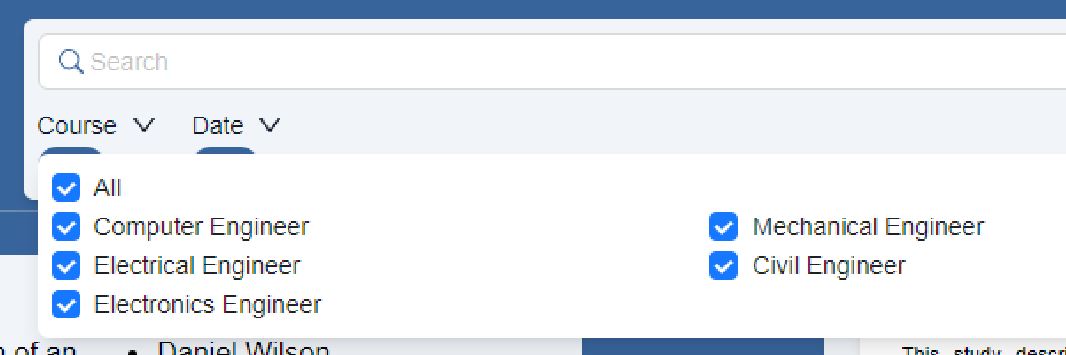 Search
Course Date
All
Computer Engineer Mechanical Engineer
Electrical Engineer Civil Engineer
Electronics Engineer
of an • Daniel Wilson This study